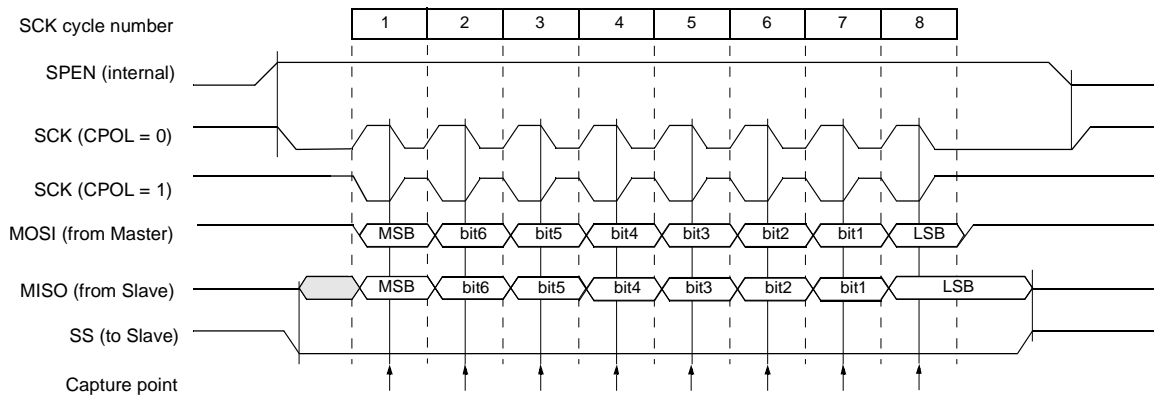 SCK cycle number 1 2 3 4 5 6 7 8
SPEN (internal)
SCK (CPOL = 0)
SCK (CPOL = 1)
MOSI (from Master) MSB bit6 bit5 bit4 bit3 bit2 bit1 LSB
MISO (from Slave) MSB bit6 bit5 bit4 bit3 bit2 bit1 LSB
SS (to Slave)
Capture point